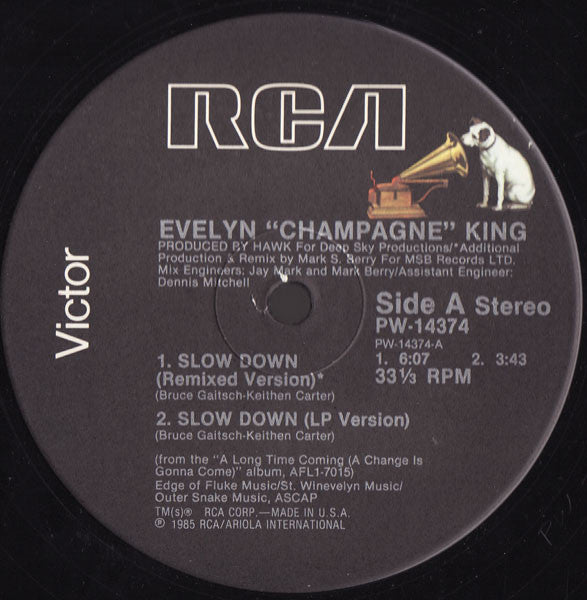 RCA
Victor
EVELYN "CHAMPAGNE" KING
PRODUCED BY HAWK For Deep Sky Productions/*Additional
Production & Remix by Mark S. Berry For MSB Records LTD.
Mix Engineers: Jay Mark and Mark Berry/Assistant Engineer:
Dennis Mitchell
Side A Stereo
PW-14374
PW-14374-A
1. 6:07 2. 3:43
33⅓ RPM
1. SLOW DOWN
(Remixed Version)*
(Bruce Gaitsch-Keithen Carter)
2. SLOW DOWN (LP Version)
(Bruce Gaitsch-Keithen Carter)
(from the "A Long Time Coming (A Change Is
Gonna Come)" album, AFL1-7015)
Edge of Fluke Music/St. Winevelyn Music/
Outer Snake Music, ASCAP
TM(s)® RCA CORP.—MADE IN U.S.A.
℗ 1985 RCA/ARIOLA INTERNATIONAL